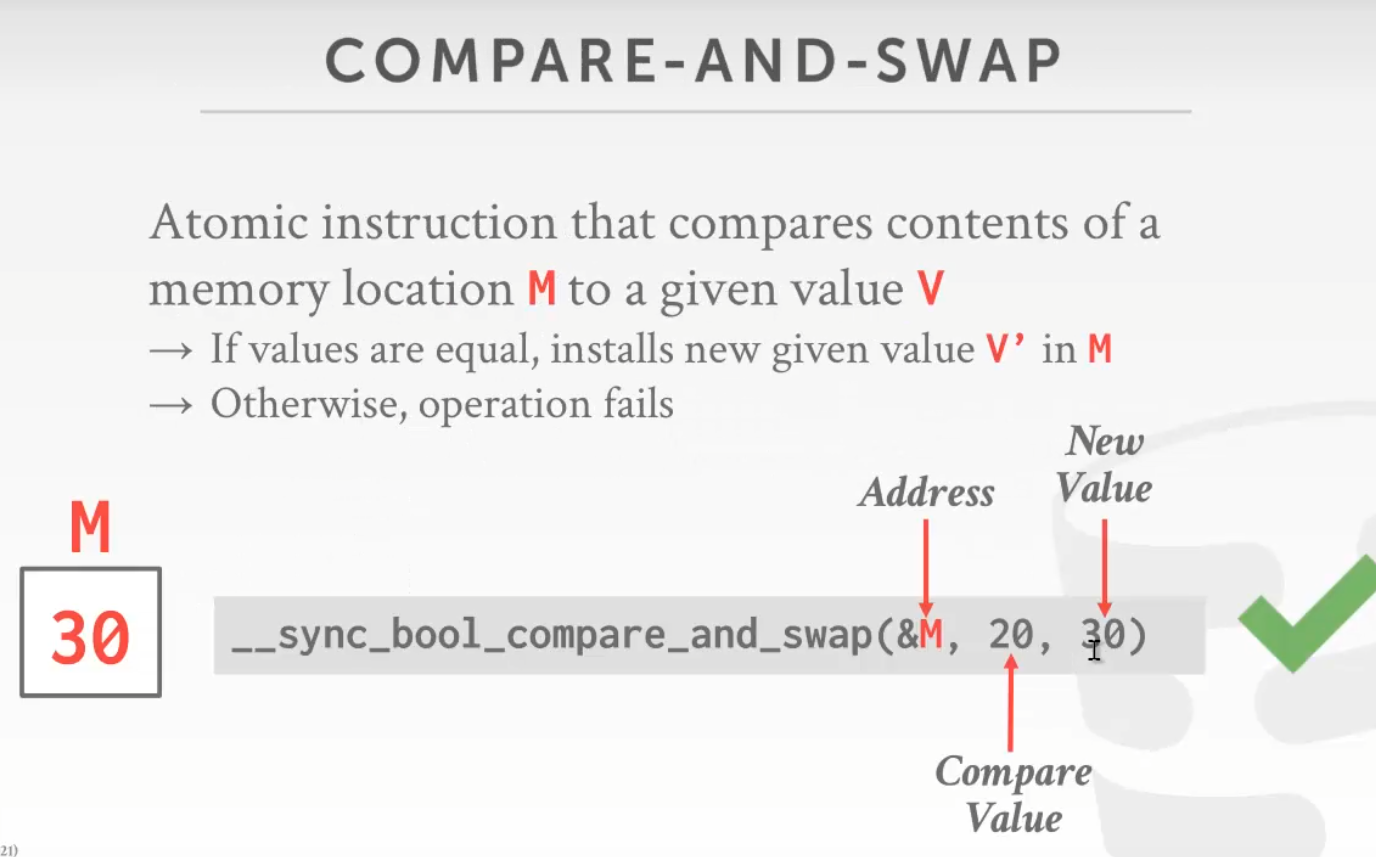 COMPARE-AND-SWAP
Atomic instruction that compares contents of a
memory location M to a given value V
→ If values are equal, installs new given value V’ in M
→ Otherwise, operation fails
New
Value
Address
M
30
__sync_bool_compare_and_swap(&M, 20, 30)
Compare
Value
21)